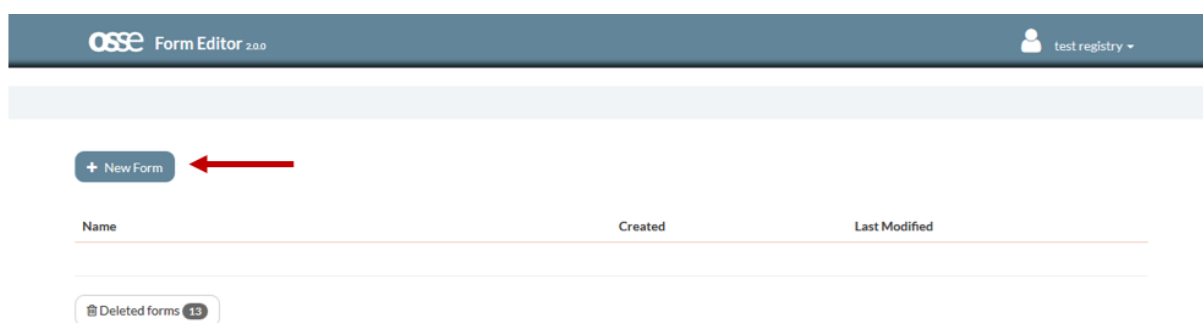 OSSE Form Editor 2.0.0
test registry
+ New Form
Name Created Last Modified
Deleted forms 13